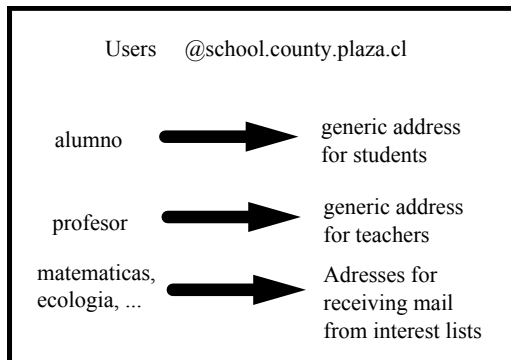 Users @school.county.plaza.cl
alumno
generic address
for students
profesor
generic address
for teachers
matematicas,
ecologia, ...
Adresses for
receiving mail
from interest lists